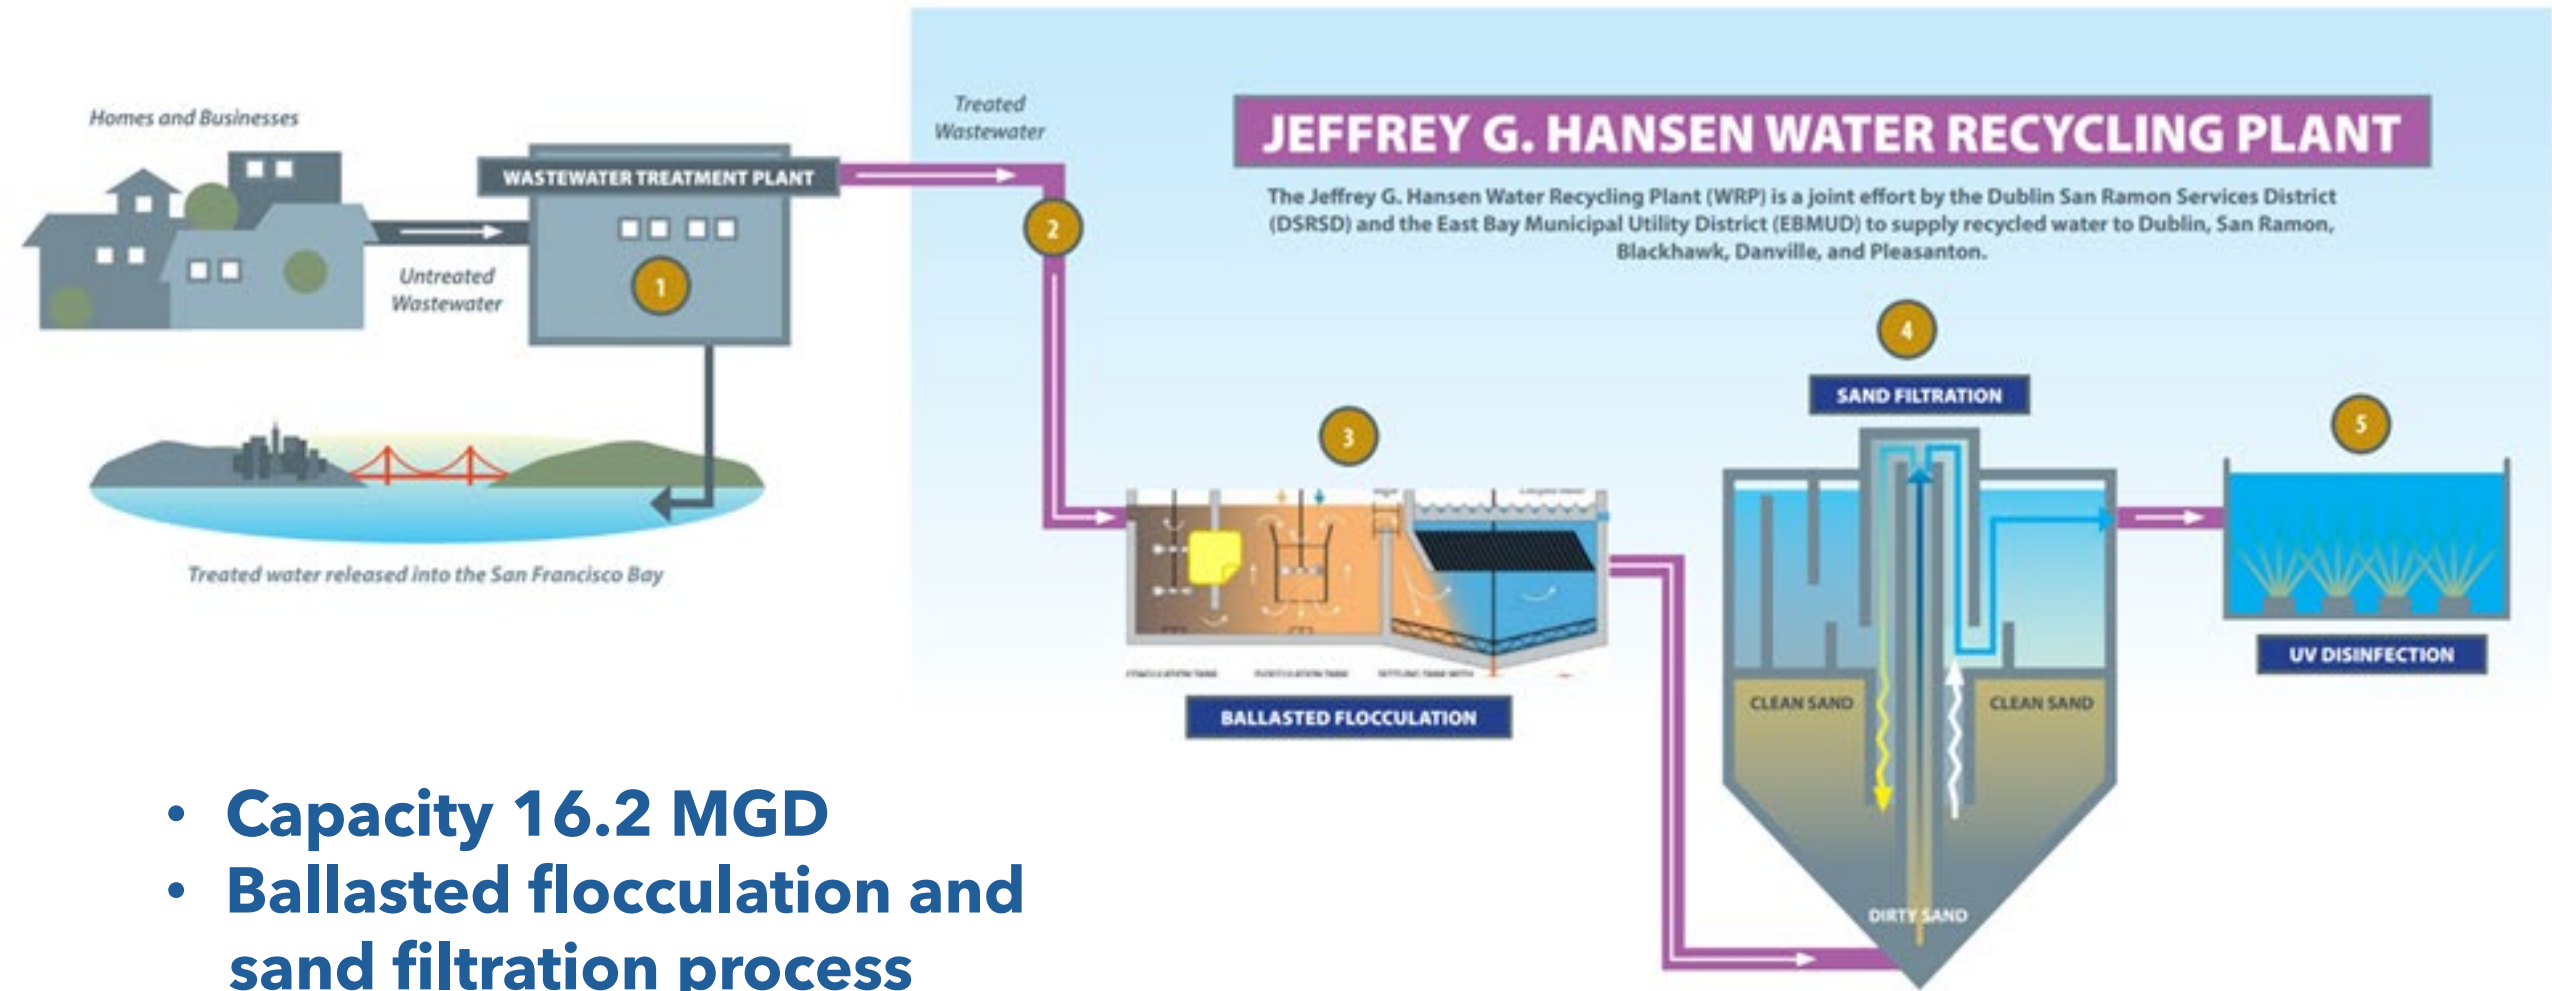 Homes and Businesses
Untreated
Wastewater
WASTEWATER TREATMENT PLANT
1
Treated water released into the San Francisco Bay
Treated
Wastewater
2
JEFFREY G. HANSEN WATER RECYCLING PLANT
The Jeffrey G. Hansen Water Recycling Plant (WRP) is a joint effort by the Dublin San Ramon Services District
(DSRSD) and the East Bay Municipal Utility District (EBMUD) to supply recycled water to Dublin, San Ramon,
Blackhawk, Danville, and Pleasanton.
3
BALLASTED FLOCCULATION
4
SAND FILTRATION
CLEAN SAND
CLEAN SAND
DIRTY SAND
5
UV DISINFECTION
• Capacity 16.2 MGD
• Ballasted flocculation and
sand filtration process